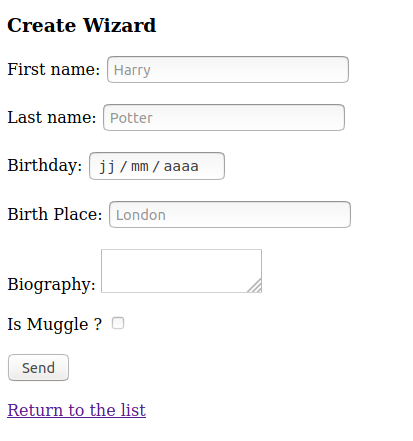 Create Wizard
First name: Harry
Last name: Potter
Birthday: jj / mm / aaaa
Birth Place: London
Biography:
Is Muggle ?
Send
Return to the list